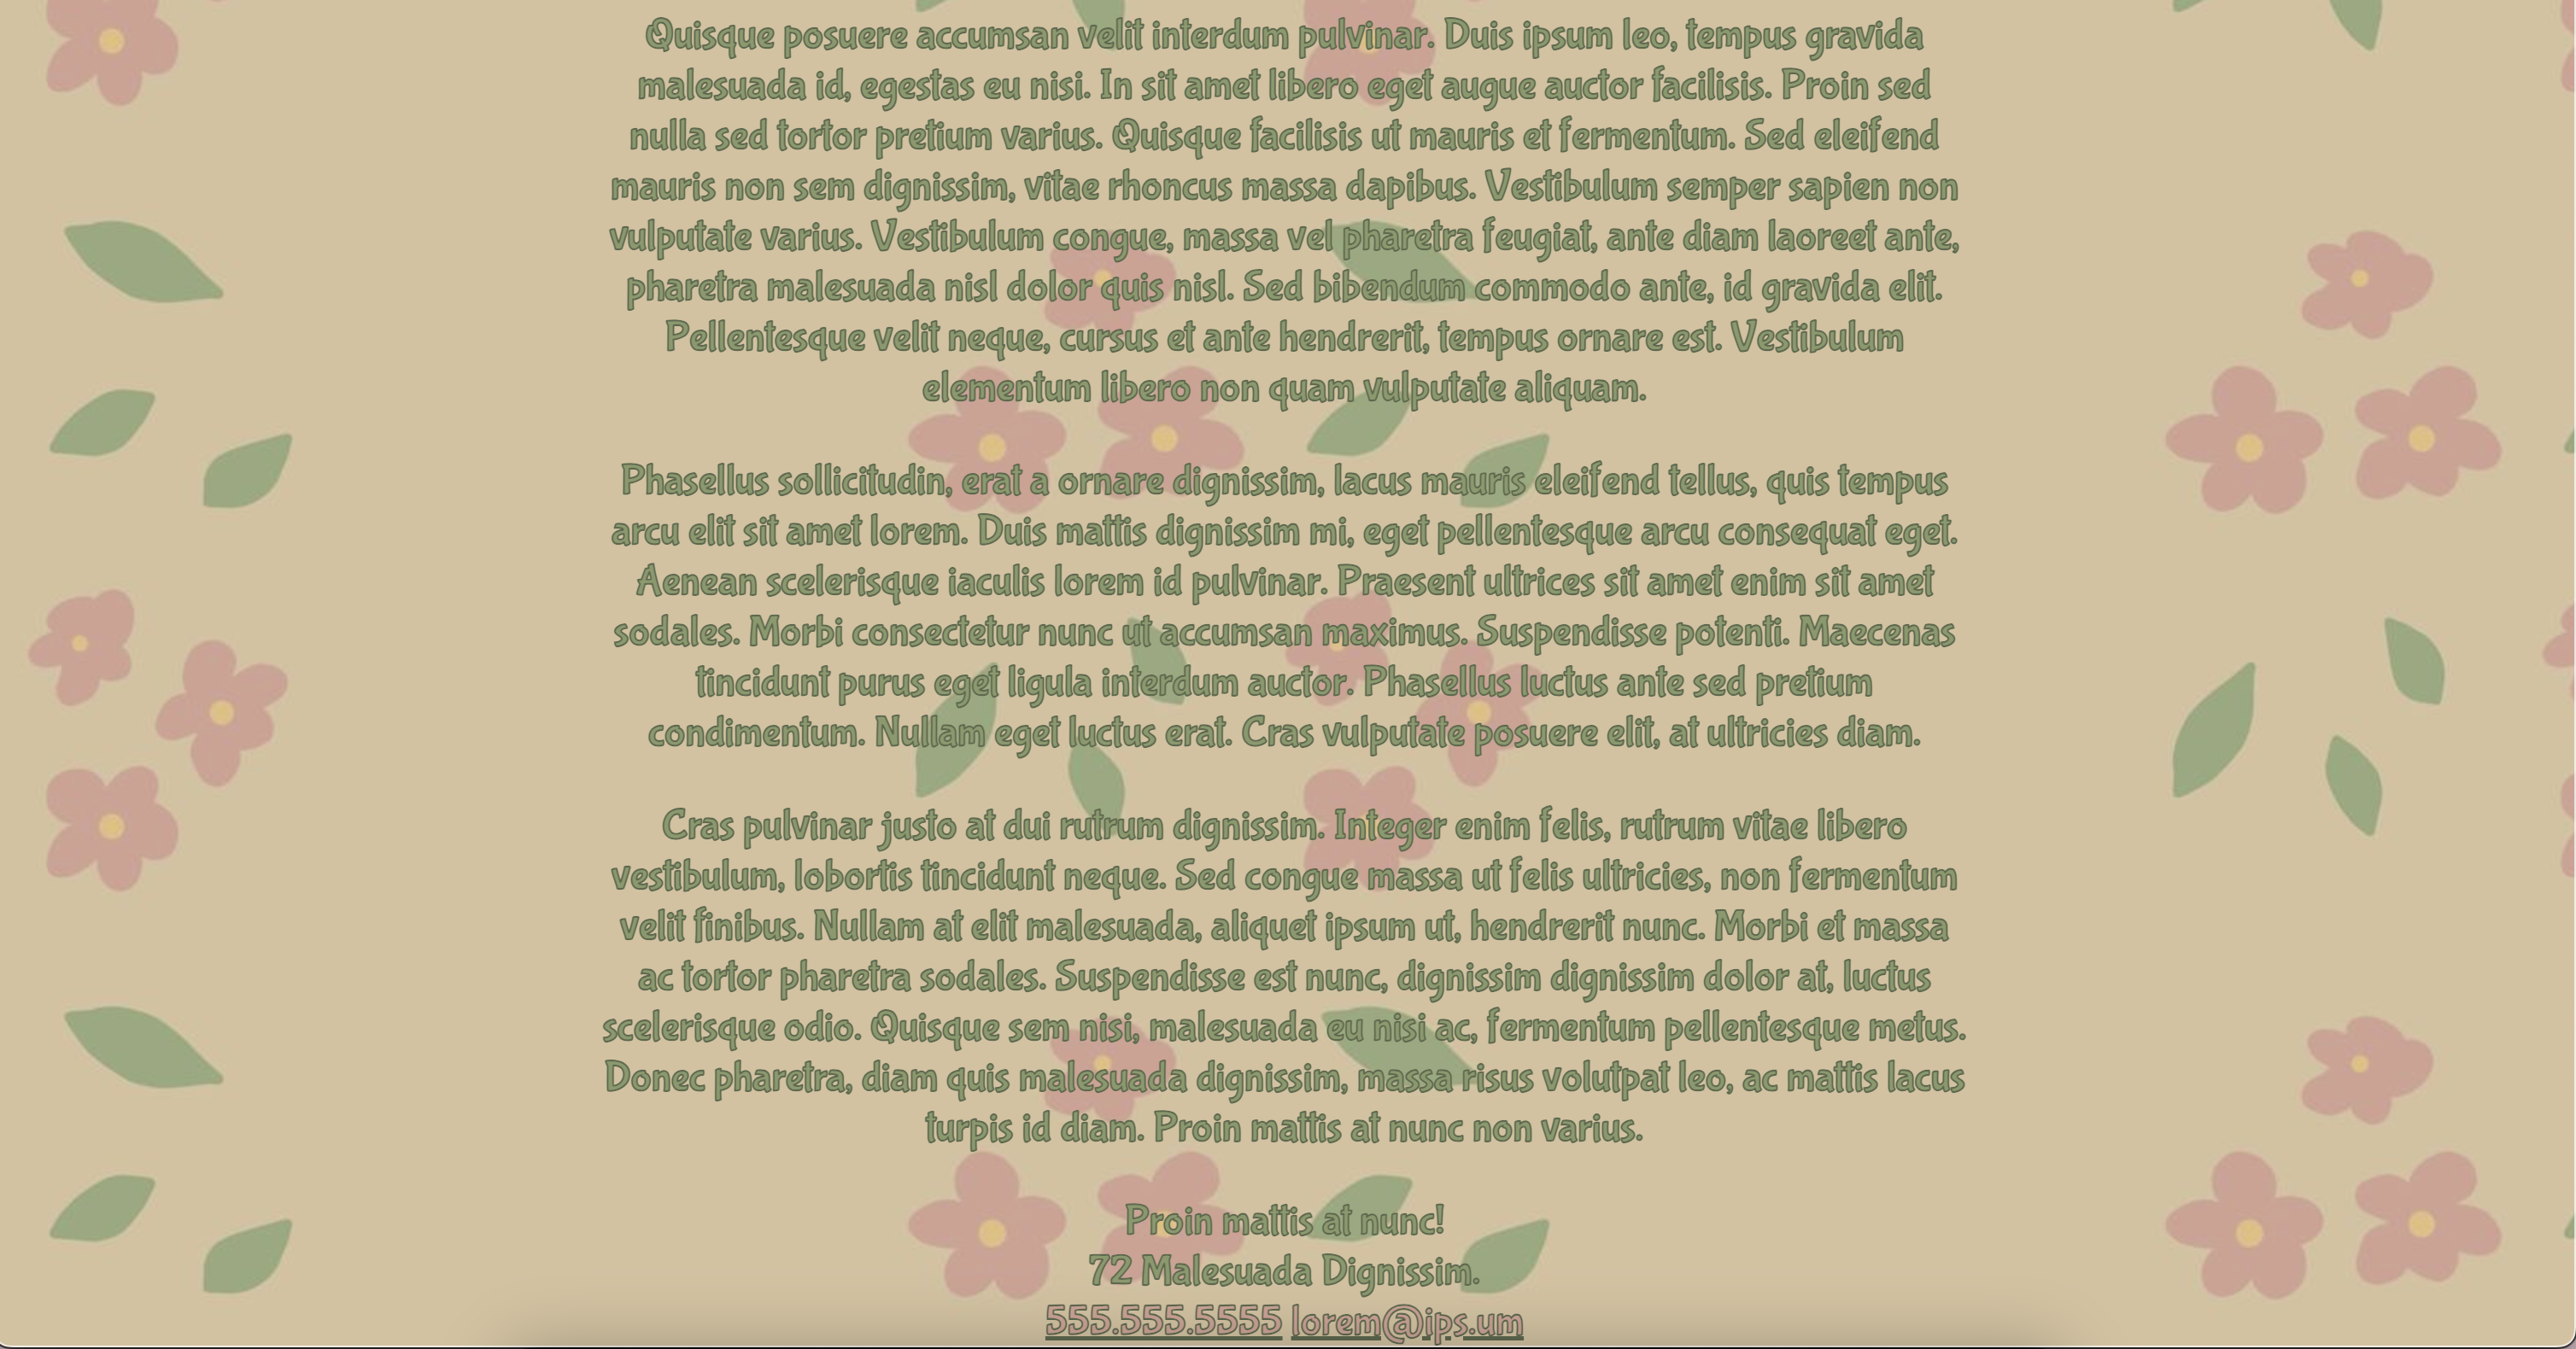 Quisque posuere accumsan velit interdum pulvinar. Duis ipsum leo, tempus gravida
malesuada id, egestas eu nisi. In sit amet libero eget augue auctor facilisis. Proin sed
nulla sed tortor pretium varius. Quisque facilisis ut mauris et fermentum. Sed eleifend
mauris non sem dignissim, vitae rhoncus massa dapibus. Vestibulum semper sapien non
vulputate varius. Vestibulum congue, massa vel pharetra feugiat, ante diam laoreet ante,
pharetra malesuada nisl dolor quis nisl. Sed bibendum commodo ante, id gravida elit.
Pellentesque velit neque, cursus et ante hendrerit, tempus ornare est. Vestibulum
elementum libero non quam vulputate aliquam.
Phasellus sollicitudin, erat a ornare dignissim, lacus mauris eleifend tellus, quis tempus
arcu elit sit amet lorem. Duis mattis dignissim mi, eget pellentesque arcu consequat eget.
Aenean scelerisque iaculis lorem id pulvinar. Praesent ultrices sit amet enim sit amet
sodales. Morbi consectetur nunc ut accumsan maximus. Suspendisse potenti. Maecenas
tincidunt purus eget ligula interdum auctor. Phasellus luctus ante sed pretium
condimentum. Nullam eget luctus erat. Cras vulputate posuere elit, at ultricies diam.
Cras pulvinar justo at dui rutrum dignissim. Integer enim felis, rutrum vitae libero
vestibulum, lobortis tincidunt neque. Sed congue massa ut felis ultricies, non fermentum
velit finibus. Nullam at elit malesuada, aliquet ipsum ut, hendrerit nunc. Morbi et massa
ac tortor pharetra sodales. Suspendisse est nunc, dignissim dignissim dolor at, luctus
scelerisque odio. Quisque sem nisi, malesuada eu nisi ac, fermentum pellentesque metus.
Donec pharetra, diam quis malesuada dignissim, massa risus volutpat leo, ac mattis lacus
turpis id diam. Proin mattis at nunc non varius.
Proin mattis at nunc!
72 Malesuada Dignissim.
555.555.5555 lorem@ips.um